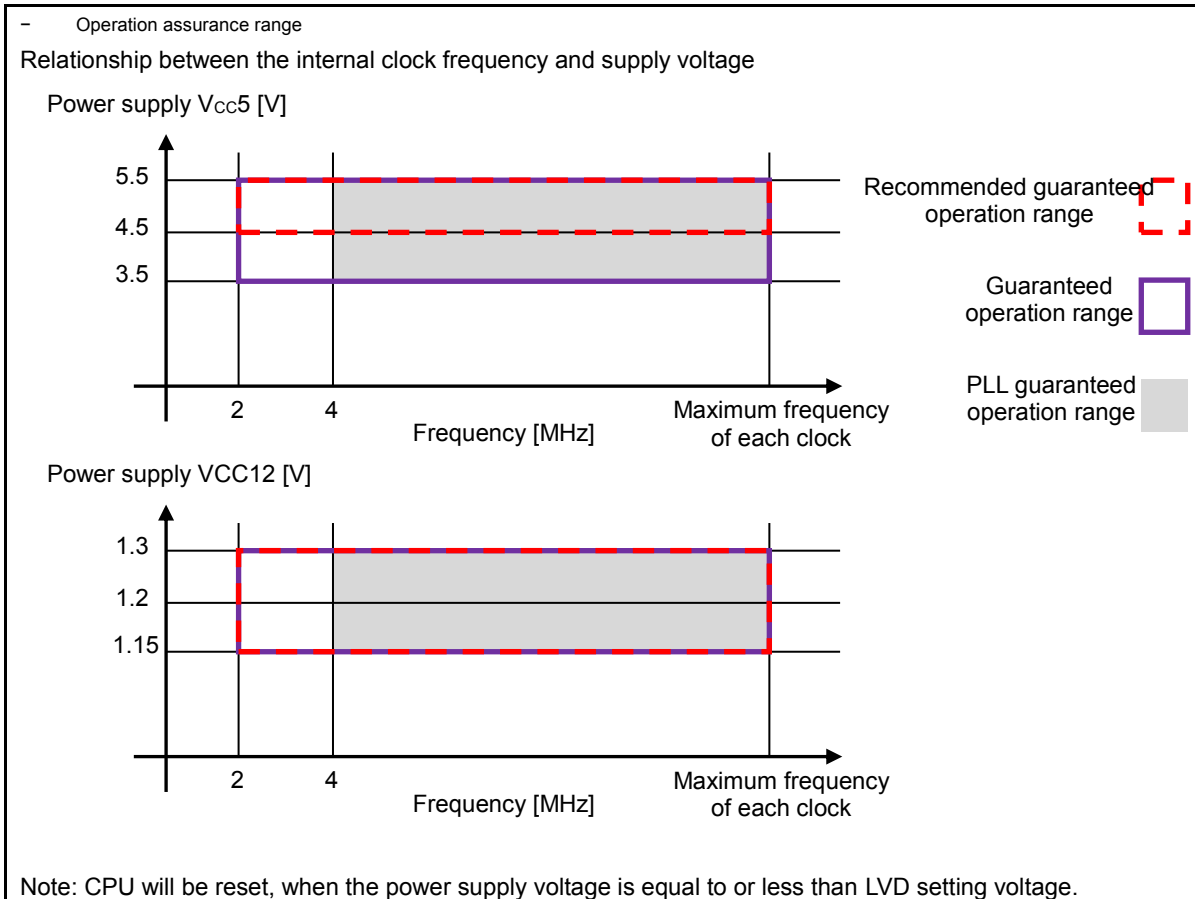 − Operation assurance range
Relationship between the internal clock frequency and supply voltage
Power supply VCC5 [V]
5.5
4.5
3.5
2
4
Frequency [MHz]
Maximum frequency
of each clock
Recommended guaranteed
operation range
Guaranteed
operation range
PLL guaranteed
operation range
Power supply VCC12 [V]
1.3
1.2
1.15
2
4
Frequency [MHz]
Maximum frequency
of each clock
Note: CPU will be reset, when the power supply voltage is equal to or less than LVD setting voltage.